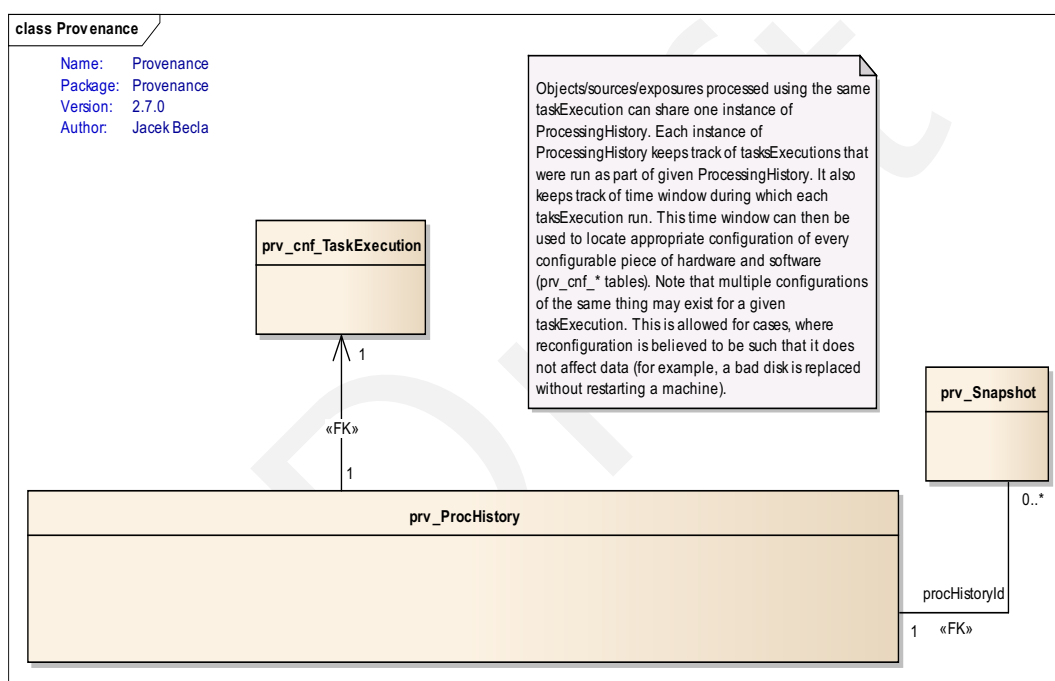 class Provenance
Name: Provenance
Package: Provenance
Version: 2.7.0
Author: Jacek Becla
Objects/sources/exposures processed using the same
taskExecution can share one instance of
ProcessingHistory. Each instance of
ProcessingHistory keeps track of tasksExecutions that
were run as part of given ProcessingHistory. It also
keeps track of time window during which each
taksExecution run. This time window can then be
used to locate appropriate configuration of every
configurable piece of hardware and software
(prv_cnf_* tables). Note that multiple configurations
of the same thing may exist for a given
taskExecution. This is allowed for cases, where
reconfiguration is believed to be such that it does
not affect data (for example, a bad disk is replaced
without restarting a machine).
prv_cnf_TaskExecution
1
«FK»
1
prv_Snapshot
0..*
prv_ProcHistory
procHistoryId
1 «FK»
Draft